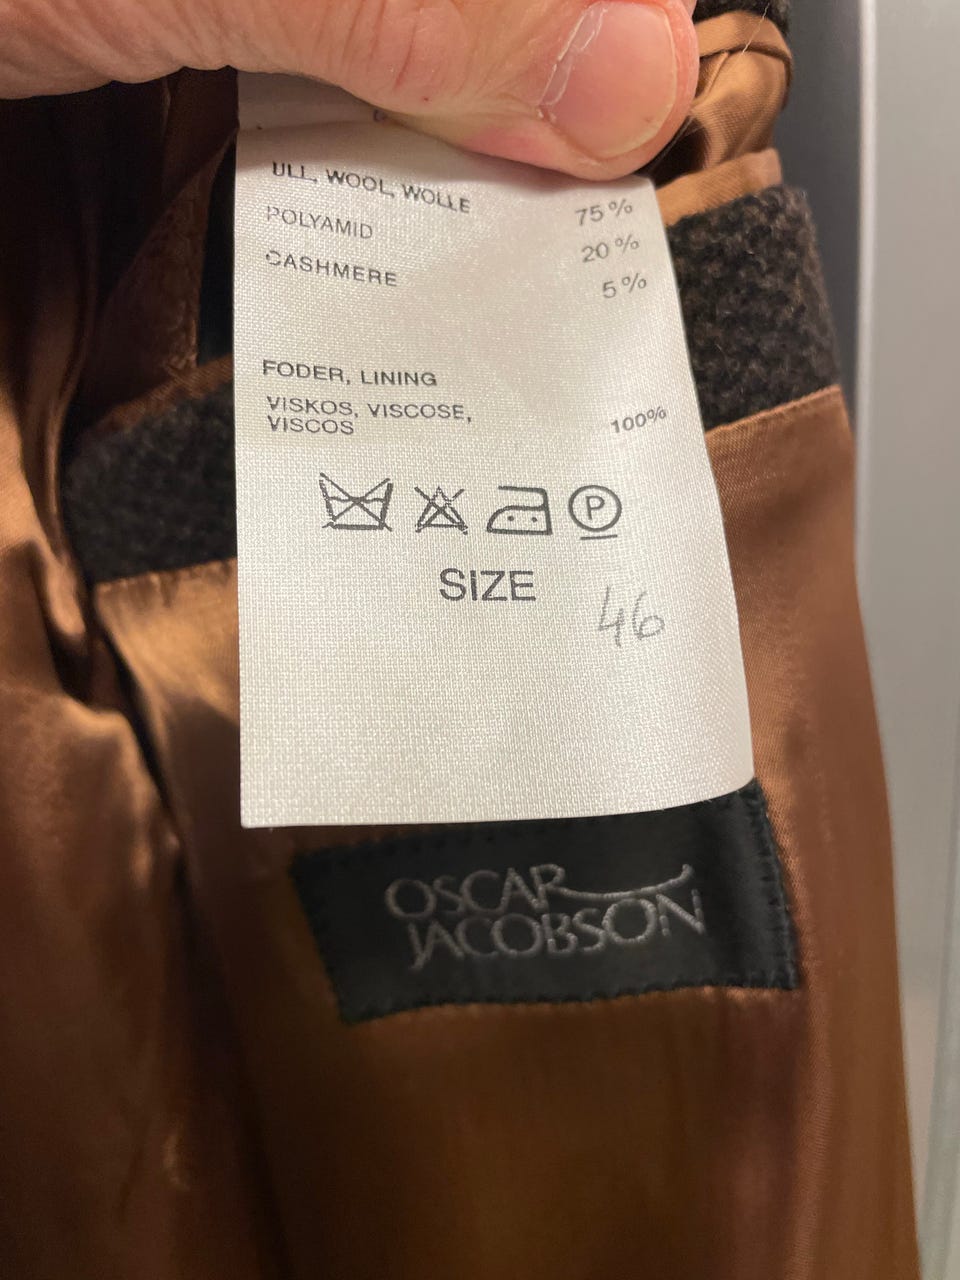 ULL, WOOL, WOLLE 75%
POLYAMID 20%
CASHMERE 5%
FODER, LINING
VISKOS, VISCOSE,
VISCOS 100%
P
SIZE 46
OSCAR
JACOBSON